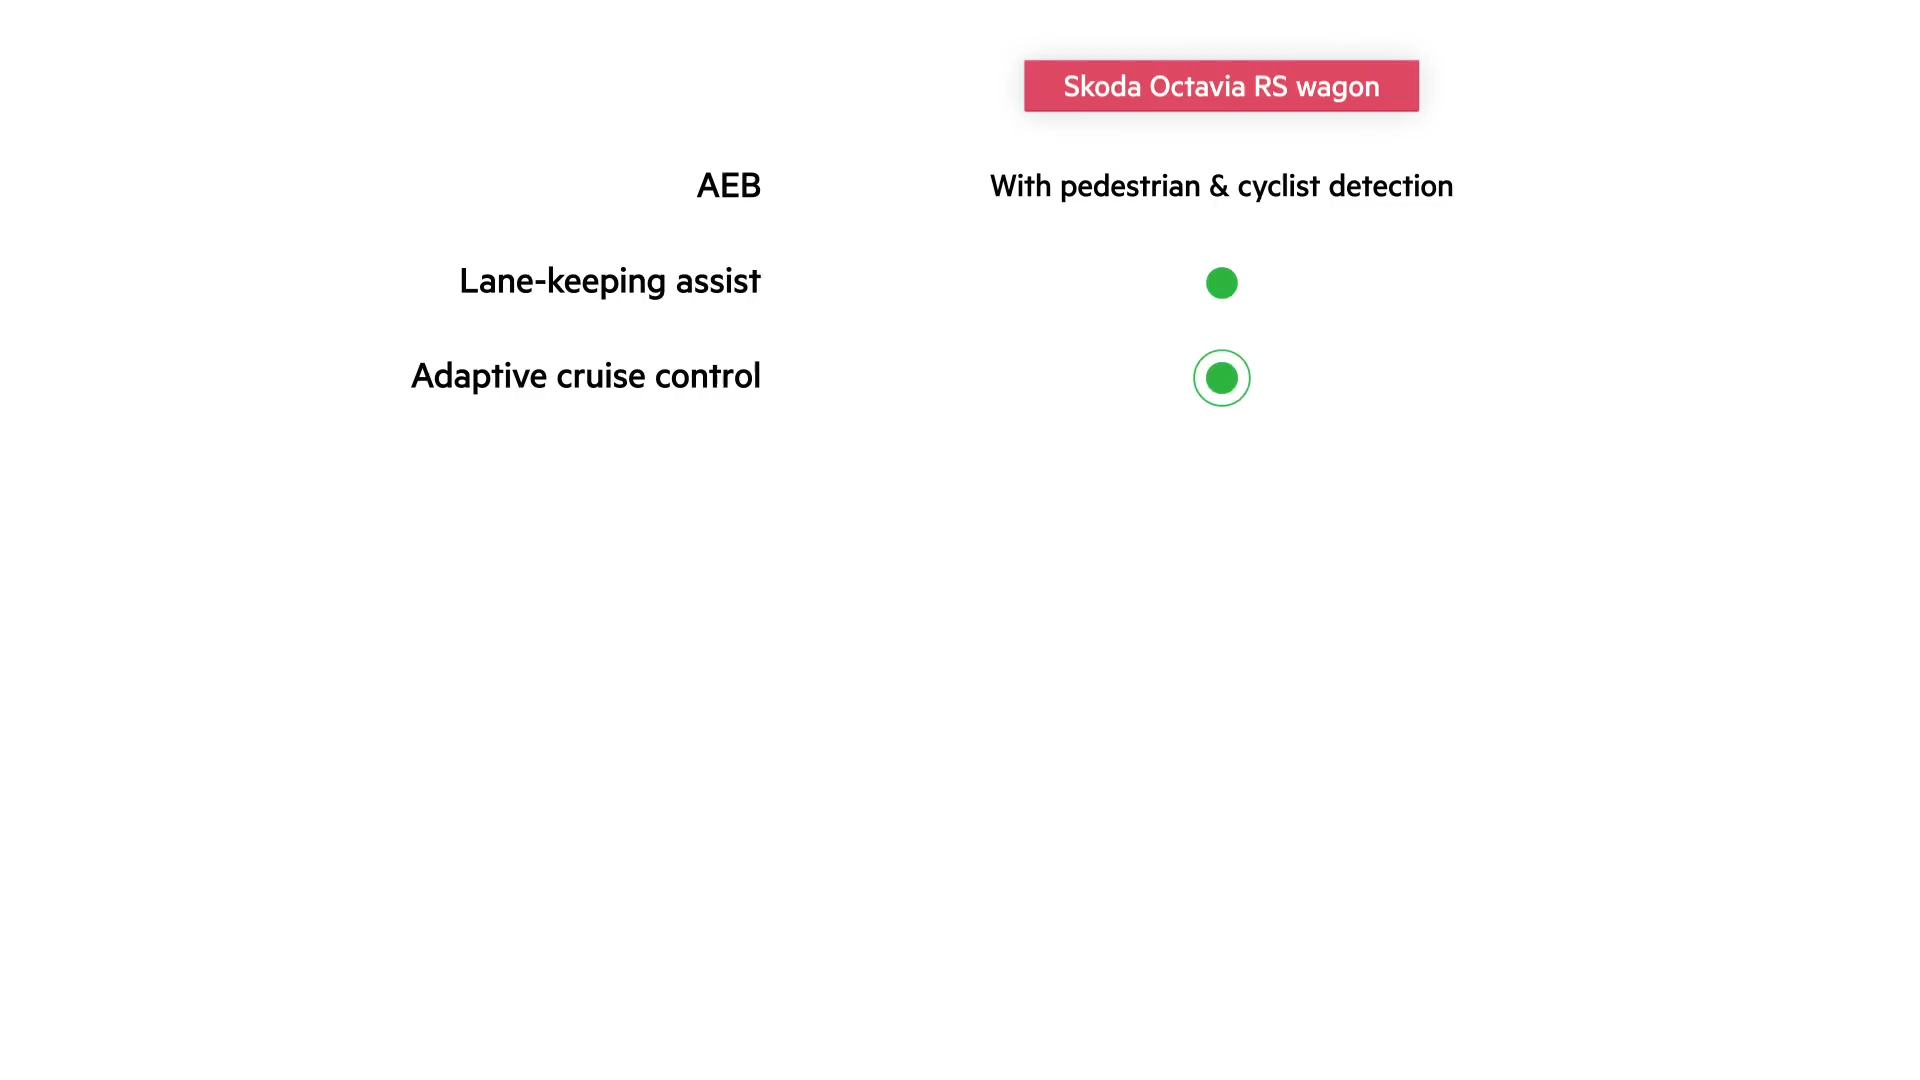 Skoda Octavia RS wagon
AEB With pedestrian & cyclist detection
Lane-keeping assist
Adaptive cruise control